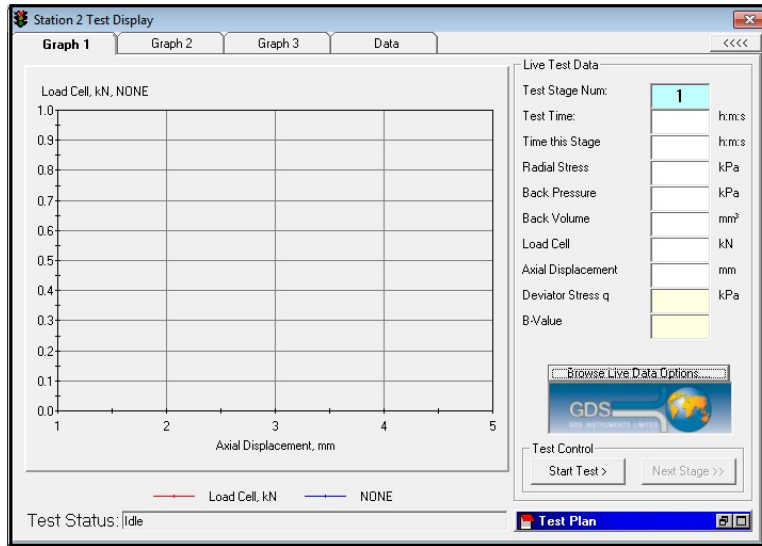 Station 2 Test Display
Graph 1 Graph 2 Graph 3 Data <<<<
Load Cell, kN, NONE
1.0
0.9
0.8
0.7
0.6
0.5
0.4
0.3
0.2
0.1
0.0
1 2 3 4 5
Axial Displacement, mm
Load Cell, kN NONE
Test Status: Idle
Live Test Data
Test Stage Num: 1
Test Time: h:m:s
Time this Stage h:m:s
Radial Stress kPa
Back Pressure kPa
Back Volume mm³
Load Cell kN
Axial Displacement mm
Deviator Stress q kPa
B-Value
Browse Live Data Options....
GDS
GDS INSTRUMENTS LIMITED
Test Control
Start Test > Next Stage >>
Test Plan